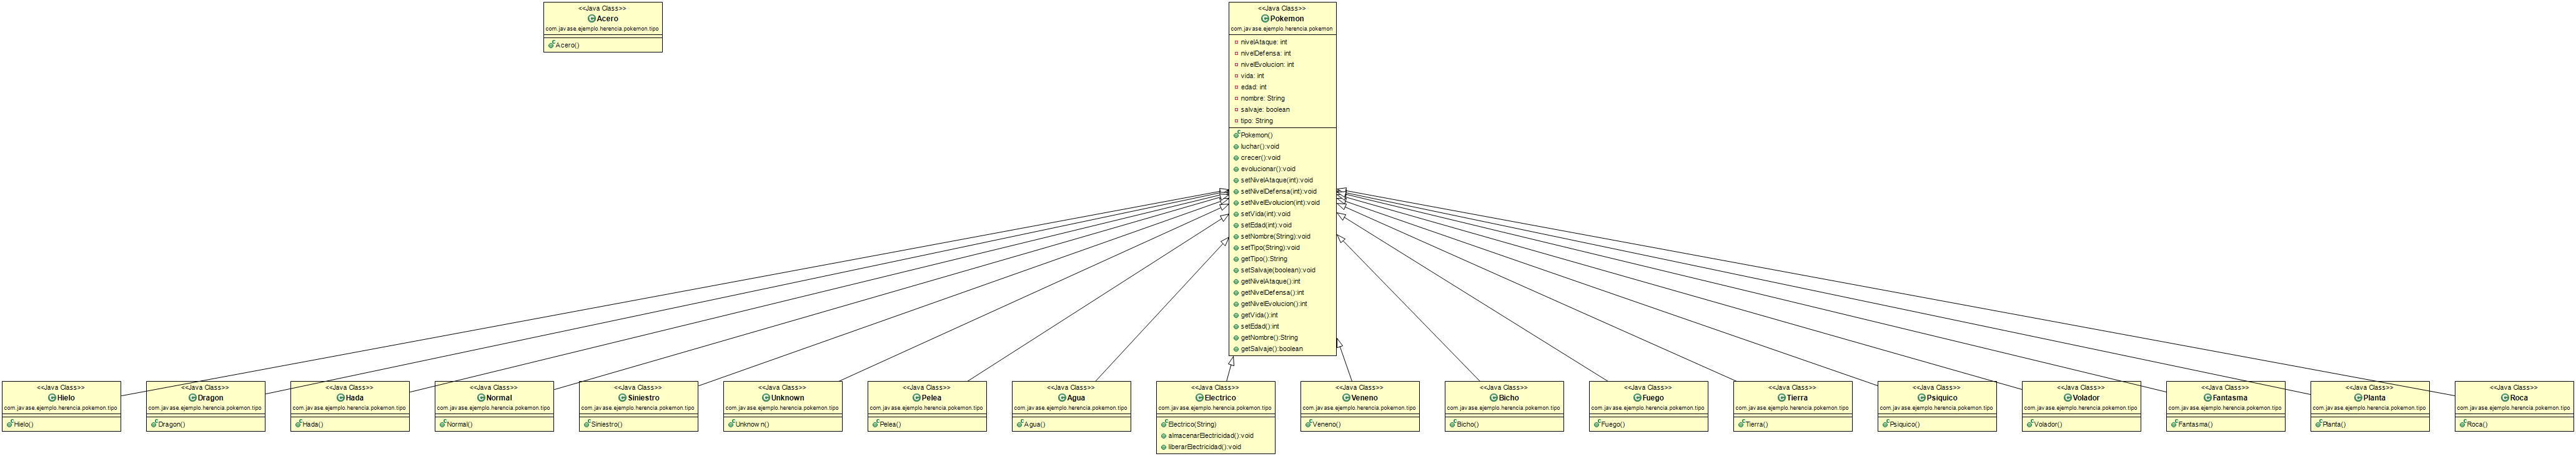 <<Java Class>>
Acero
com.javase.ejemplo.herencia.pokemon.tipo
Acero()
<<Java Class>>
Pokemon
com.javase.ejemplo.herencia.pokemon
nivelAtaque: int
nivelDefensa: int
nivelEvolucion: int
vida: int
edad: int
nombre: String
salvaje: boolean
tipo: String
Pokemon()
luchar():void
crecer():void
evolucionar():void
setNivelAtaque(int):void
setNivelDefensa(int):void
setNivelEvolucion(int):void
setVida(int):void
setEdad(int):void
setNombre(String):void
setTipo(String):void
getTipo():String
setSalvaje(boolean):void
getNivelAtaque():int
getNivelDefensa():int
getNivelEvolucion():int
getVida():int
setEdad():int
getNombre():String
getSalvaje():boolean
<<Java Class>>
Hielo
com.javase.ejemplo.herencia.pokemon.tipo
Hielo()
<<Java Class>>
Dragon
com.javase.ejemplo.herencia.pokemon.tipo
Dragon()
<<Java Class>>
Hada
com.javase.ejemplo.herencia.pokemon.tipo
Hada()
<<Java Class>>
Normal
com.javase.ejemplo.herencia.pokemon.tipo
Normal()
<<Java Class>>
Siniestro
com.javase.ejemplo.herencia.pokemon.tipo
Siniestro()
<<Java Class>>
Unknown
com.javase.ejemplo.herencia.pokemon.tipo
Unknown()
<<Java Class>>
Pelea
com.javase.ejemplo.herencia.pokemon.tipo
Pelea()
<<Java Class>>
Agua
com.javase.ejemplo.herencia.pokemon.tipo
Agua()
<<Java Class>>
Electrico
com.javase.ejemplo.herencia.pokemon.tipo
Electrico(String)
almacenarElectricidad():void
liberarElectricidad():void
<<Java Class>>
Veneno
com.javase.ejemplo.herencia.pokemon.tipo
Veneno()
<<Java Class>>
Bicho
com.javase.ejemplo.herencia.pokemon.tipo
Bicho()
<<Java Class>>
Fuego
com.javase.ejemplo.herencia.pokemon.tipo
Fuego()
<<Java Class>>
Tierra
com.javase.ejemplo.herencia.pokemon.tipo
Tierra()
<<Java Class>>
Psiquico
com.javase.ejemplo.herencia.pokemon.tipo
Psiquico()
<<Java Class>>
Volador
com.javase.ejemplo.herencia.pokemon.tipo
Volador()
<<Java Class>>
Fantasma
com.javase.ejemplo.herencia.pokemon.tipo
Fantasma()
<<Java Class>>
Planta
com.javase.ejemplo.herencia.pokemon.tipo
Planta()
<<Java Class>>
Roca
com.javase.ejemplo.herencia.pokemon.tipo
Roca()